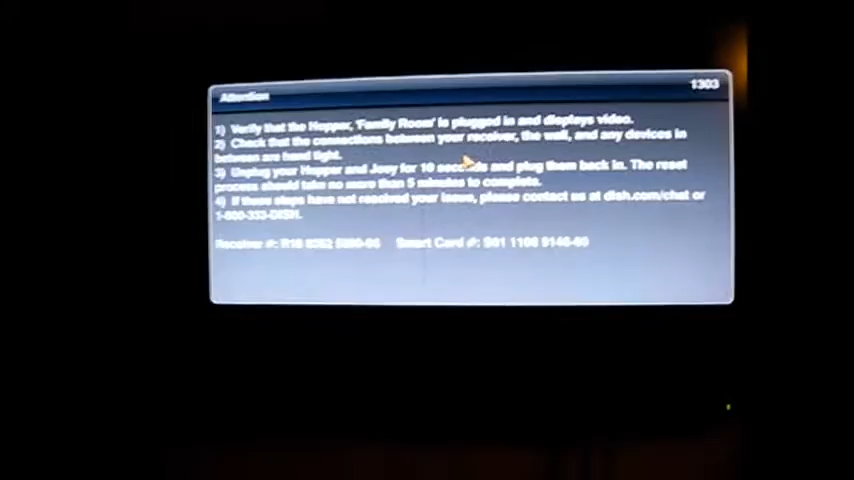 Attention 1303
1) Verify that the Hopper, 'Family Room' is plugged in and displays video.
2) Check that the connections between your receiver, the wall, and any devices in
between are hand tight.
3) Unplug your Hopper and Joey for 10 seconds and plug them back in. The reset
process should take no more than 5 minutes to complete.
4) If these steps have not resolved your issue, please contact us at dish.com/chat or
1-800-333-DISH.
Receiver #: Smart Card #: